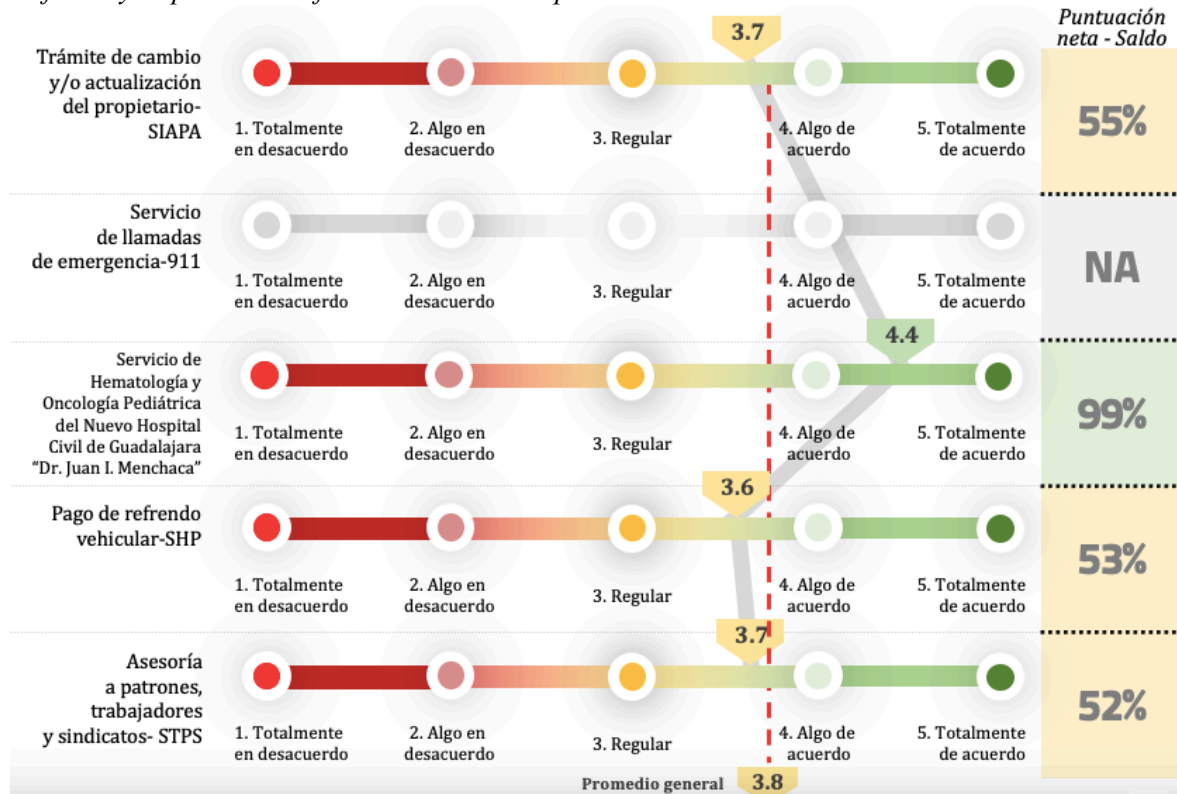 Puntuación
neta - Saldo
3.7
Trámite de cambio
y/o actualización
del propietario-
SIAPA
1. Totalmente
en desacuerdo
2. Algo en
desacuerdo
3. Regular
4. Algo de
acuerdo
5. Totalmente
de acuerdo
55%
Servicio
de llamadas
de emergencia-911
1. Totalmente
en desacuerdo
2. Algo en
desacuerdo
3. Regular
4. Algo de
acuerdo
5. Totalmente
de acuerdo
NA
4.4
Servicio de
Hematología y
Oncología Pediátrica
del Nuevo Hospital
Civil de Guadalajara
“Dr. Juan I. Menchaca”
1. Totalmente
en desacuerdo
2. Algo en
desacuerdo
3. Regular
4. Algo de
acuerdo
5. Totalmente
de acuerdo
99%
3.6
Pago de refrendo
vehicular-SHP
1. Totalmente
en desacuerdo
2. Algo en
desacuerdo
3. Regular
4. Algo de
acuerdo
5. Totalmente
de acuerdo
53%
3.7
Asesoría
a patrones,
trabajadores
y sindicatos- STPS
1. Totalmente
en desacuerdo
2. Algo en
desacuerdo
3. Regular
4. Algo de
acuerdo
5. Totalmente
de acuerdo
52%
Promedio general 3.8